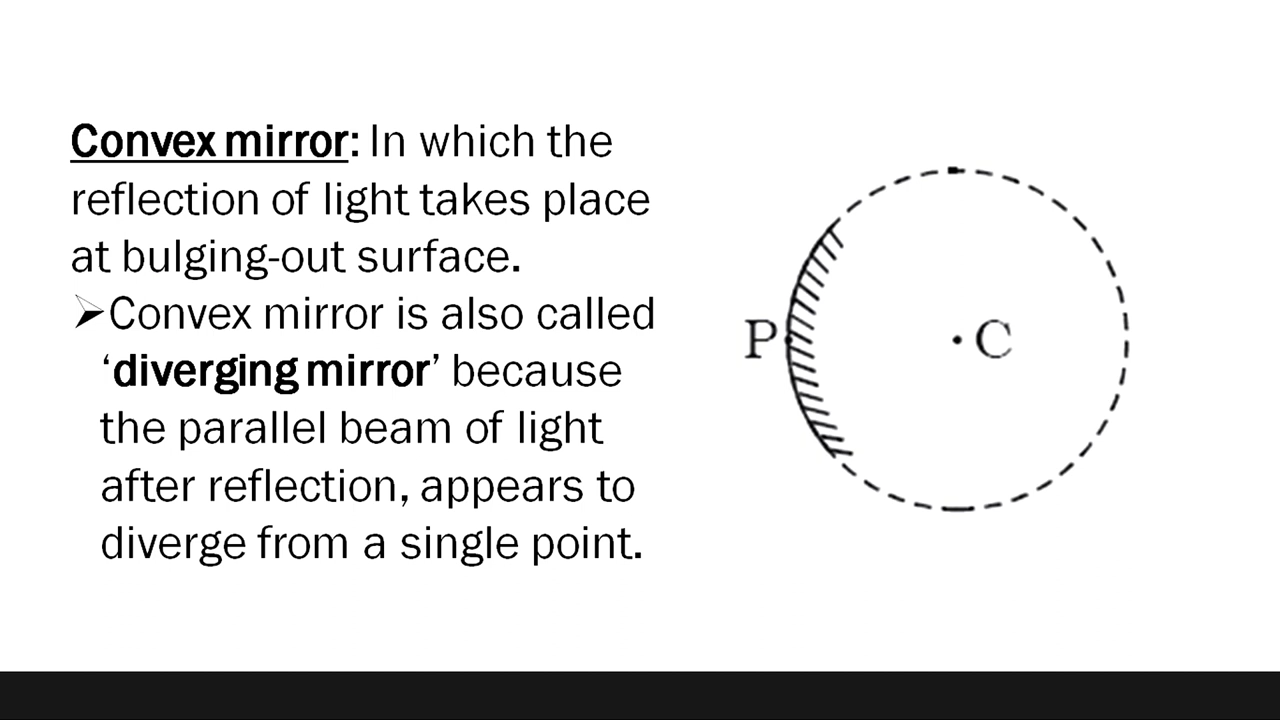 Convex mirror: In which the
reflection of light takes place
at bulging-out surface.
➢Convex mirror is also called
‘diverging mirror’ because
the parallel beam of light
after reflection, appears to
diverge from a single point.
P
C